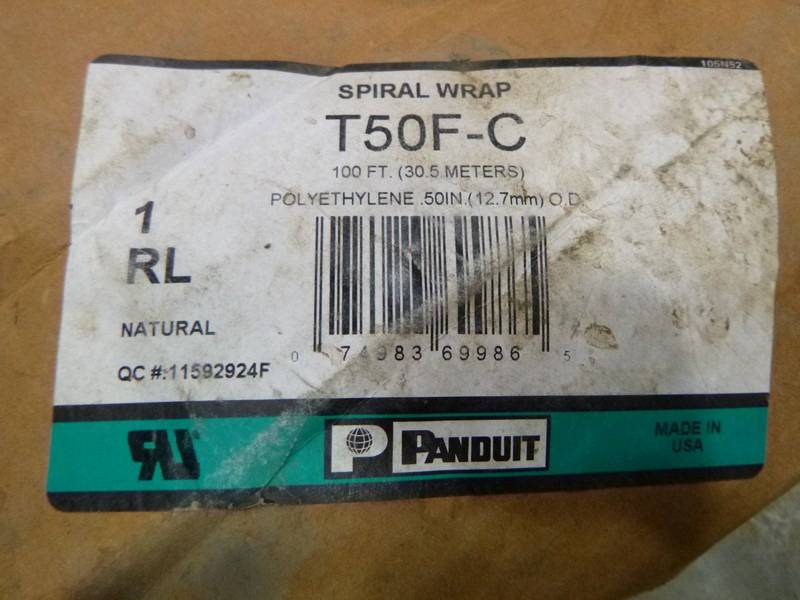 105N52
SPIRAL WRAP
T50F-C
100 FT. (30.5 METERS)
POLYETHYLENE .50IN.(12.7mm) O.D.
1
RL
NATURAL
QC #:11592924F
0 74983 69986 5
RU
P PANDUIT
MADE IN
USA